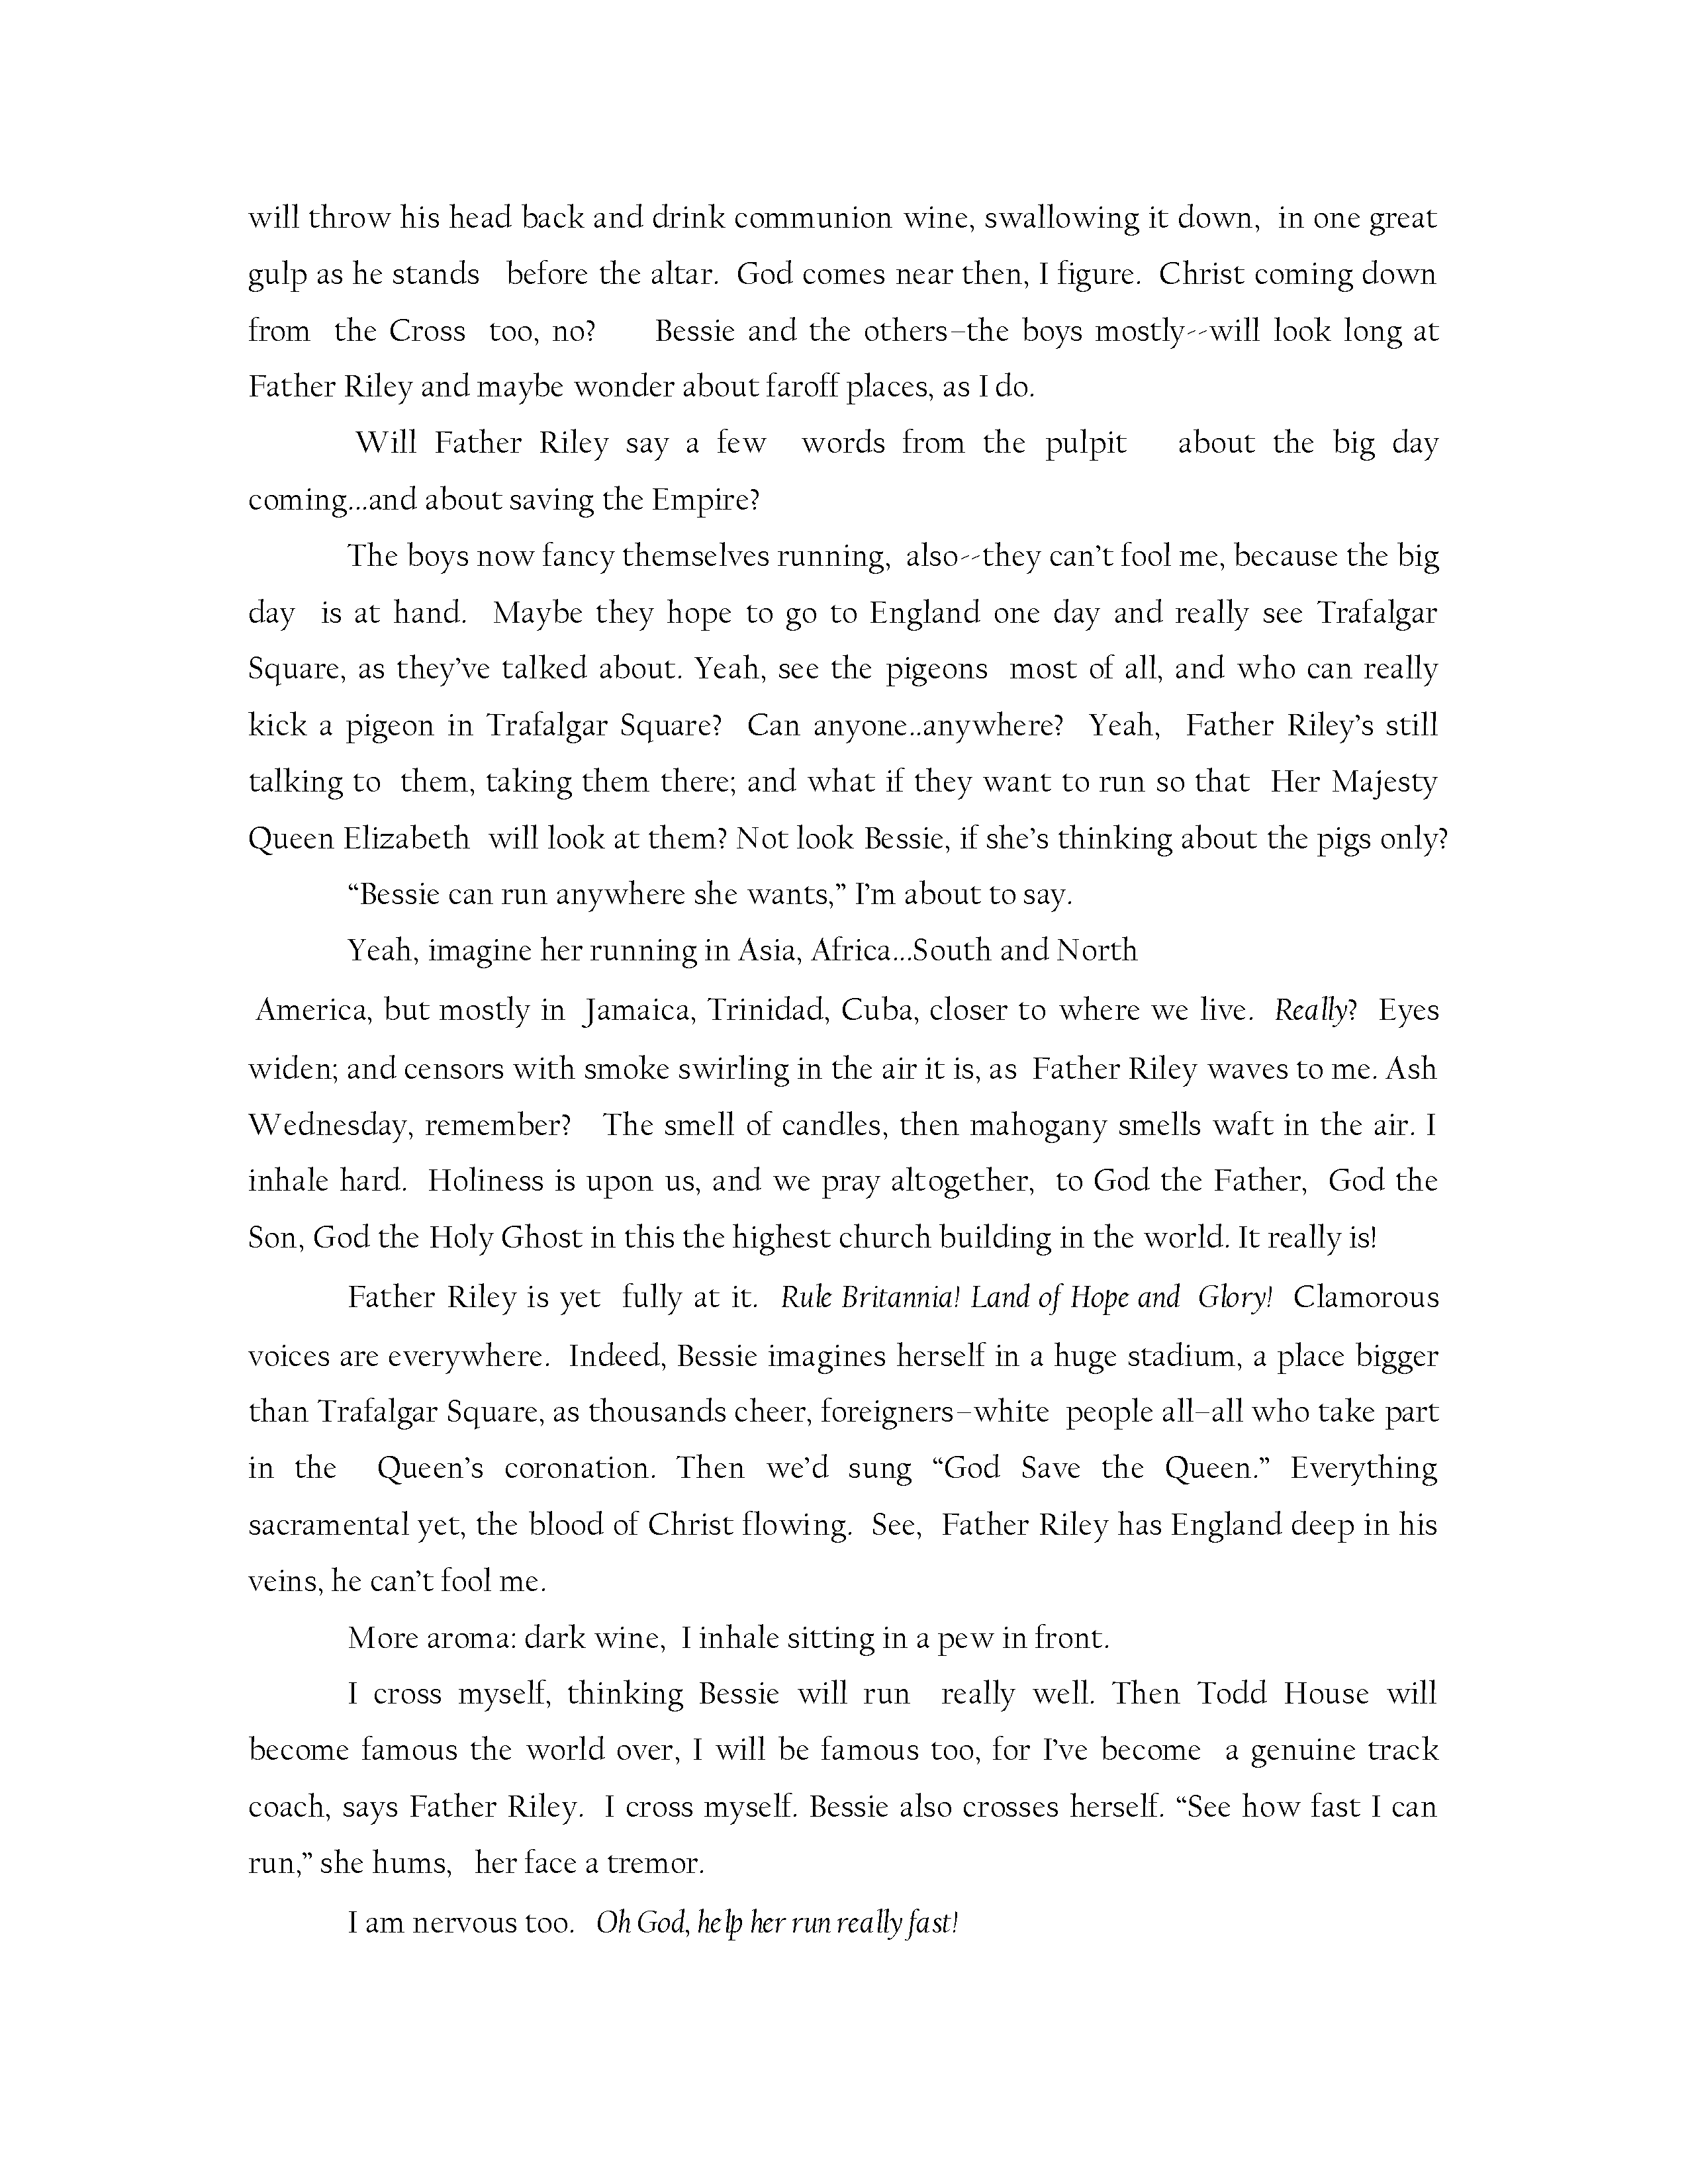 will throw his head back and drink communion wine, swallowing it down, in one great
gulp as he stands before the altar. God comes near then, I figure. Christ coming down
from the Cross too, no? Bessie and the others–the boys mostly--will look long at
Father Riley and maybe wonder about faroff places, as I do.
Will Father Riley say a few words from the pulpit about the big day
coming...and about saving the Empire?
The boys now fancy themselves running, also--they can't fool me, because the big
day is at hand. Maybe they hope to go to England one day and really see Trafalgar
Square, as they've talked about. Yeah, see the pigeons most of all, and who can really
kick a pigeon in Trafalgar Square? Can anyone..anywhere? Yeah, Father Riley's still
talking to them, taking them there; and what if they want to run so that Her Majesty
Queen Elizabeth will look at them? Not look Bessie, if she's thinking about the pigs only?
“Bessie can run anywhere she wants,” I'm about to say.
Yeah, imagine her running in Asia, Africa...South and North
America, but mostly in Jamaica, Trinidad, Cuba, closer to where we live. Really? Eyes
widen; and censors with smoke swirling in the air it is, as Father Riley waves to me. Ash
Wednesday, remember? The smell of candles, then mahogany smells waft in the air. I
inhale hard. Holiness is upon us, and we pray altogether, to God the Father, God the
Son, God the Holy Ghost in this the highest church building in the world. It really is!
Father Riley is yet fully at it. Rule Britannia! Land of Hope and Glory! Clamorous
voices are everywhere. Indeed, Bessie imagines herself in a huge stadium, a place bigger
than Trafalgar Square, as thousands cheer, foreigners–white people all–all who take part
in the Queen's coronation. Then we'd sung “God Save the Queen.” Everything
sacramental yet, the blood of Christ flowing. See, Father Riley has England deep in his
veins, he can't fool me.
More aroma: dark wine, I inhale sitting in a pew in front.
I cross myself, thinking Bessie will run really well. Then Todd House will
become famous the world over, I will be famous too, for I've become a genuine track
coach, says Father Riley. I cross myself. Bessie also crosses herself. “See how fast I can
run,” she hums, her face a tremor.
I am nervous too. Oh God, help her run really fast!